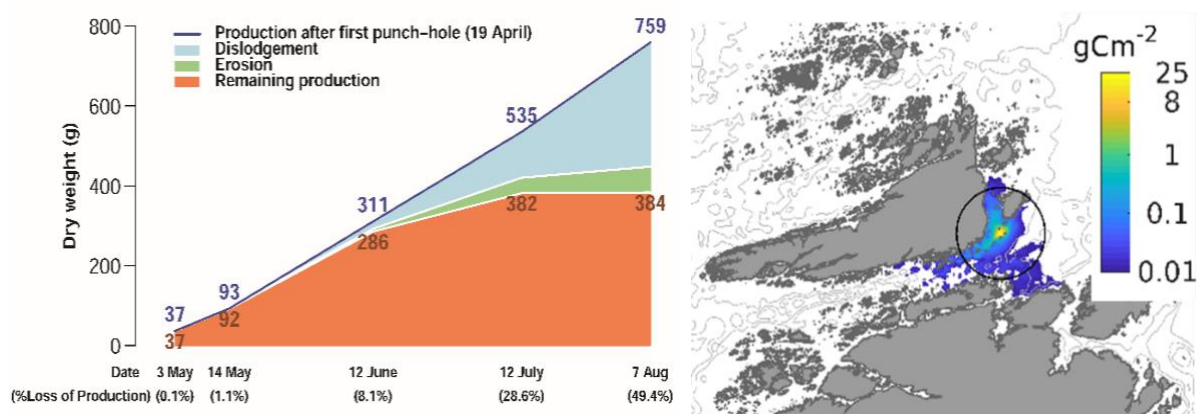 800
600
400
200
0
Dry weight (g)
Production after first punch-hole (19 April)
Dislodgement
Erosion
Remaining production
759
535
311
93
37
384
382
286
92
37
Date 3 May 14 May 12 June 12 July 7 Aug
(%Loss of Production) (0.1%) (1.1%) (8.1%) (28.6%) (49.4%)
gCm-2
25
8
1
0.1
0.01